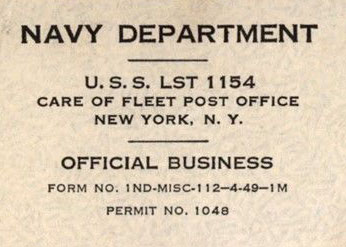 NAVY DEPARTMENT
U. S. S. LST 1154
CARE OF FLEET POST OFFICE
NEW YORK, N. Y.
OFFICIAL BUSINESS
FORM NO. 1ND-MISC-112—4-49—1M
PERMIT NO. 1048